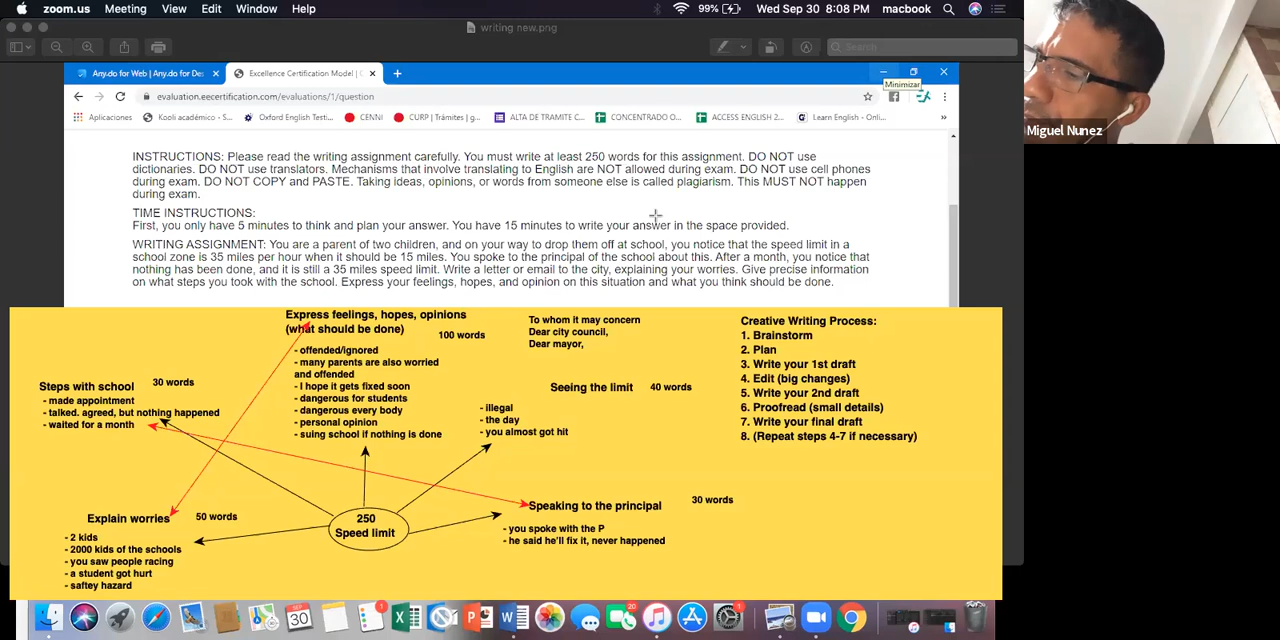 zoom.us Meeting View Edit Window Help 99% Wed Sep 30 8:08 PM macbook
writing new.png
Search
Any.do for Web | Any.do for Des Excellence Certification Model | C
Minimizar
evaluation.eecertification.com/evaluations/1/question
Aplicaciones Kooli académico - S... Oxford English Testi... CENNI CURP | Trámites | g... ALTA DE TRAMITE C... CONCENTRADO O... ACCESS ENGLISH 2... Learn English - Onl...
Miguel Nunez
INSTRUCTIONS: Please read the writing assignment carefully. You must write at least 250 words for this assignment. DO NOT use
dictionaries. DO NOT use translators. Mechanisms that involve translating to English are NOT allowed during exam. DO NOT use cell phones
during exam. DO NOT COPY and PASTE. Taking ideas, opinions, or words from someone else is called plagiarism. This MUST NOT happen
during exam.
TIME INSTRUCTIONS:
First, you only have 5 minutes to think and plan your answer. You have 15 minutes to write your answer in the space provided.
WRITING ASSIGNMENT: You are a parent of two children, and on your way to drop them off at school, you notice that the speed limit in a
school zone is 35 miles per hour when it should be 15 miles. You spoke to the principal of the school about this. After a month, you notice that
nothing has been done, and it is still a 35 miles speed limit. Write a letter or email to the city, explaining your worries. Give precise information
on what steps you took with the school. Express your feelings, hopes, and opinion on this situation and what you think should be done.
Express feelings, hopes, opinions
(what should be done)
100 words
- offended/ignored
- many parents are also worried
and offended
- I hope it gets fixed soon
- dangerous for students
- dangerous every body
- personal opinion
- suing school if nothing is done
To whom it may concern
Dear city council,
Dear mayor,
Creative Writing Process:
1. Brainstorm
2. Plan
3. Write your 1st draft
4. Edit (big changes)
5. Write your 2nd draft
6. Proofread (small details)
7. Write your final draft
8. (Repeat steps 4-7 if necessary)
Steps with school 30 words
- made appointment
- talked. agreed, but nothing happened
- waited for a month
Seeing the limit 40 words
- illegal
- the day
- you almost got hit
Explain worries 50 words
- 2 kids
- 2000 kids of the schools
- you saw people racing
- a student got hurt
- saftey hazard
250
Speed limit
Speaking to the principal 30 words
- you spoke with the P
- he said he'll fix it, never happened
SEP
30
20
1